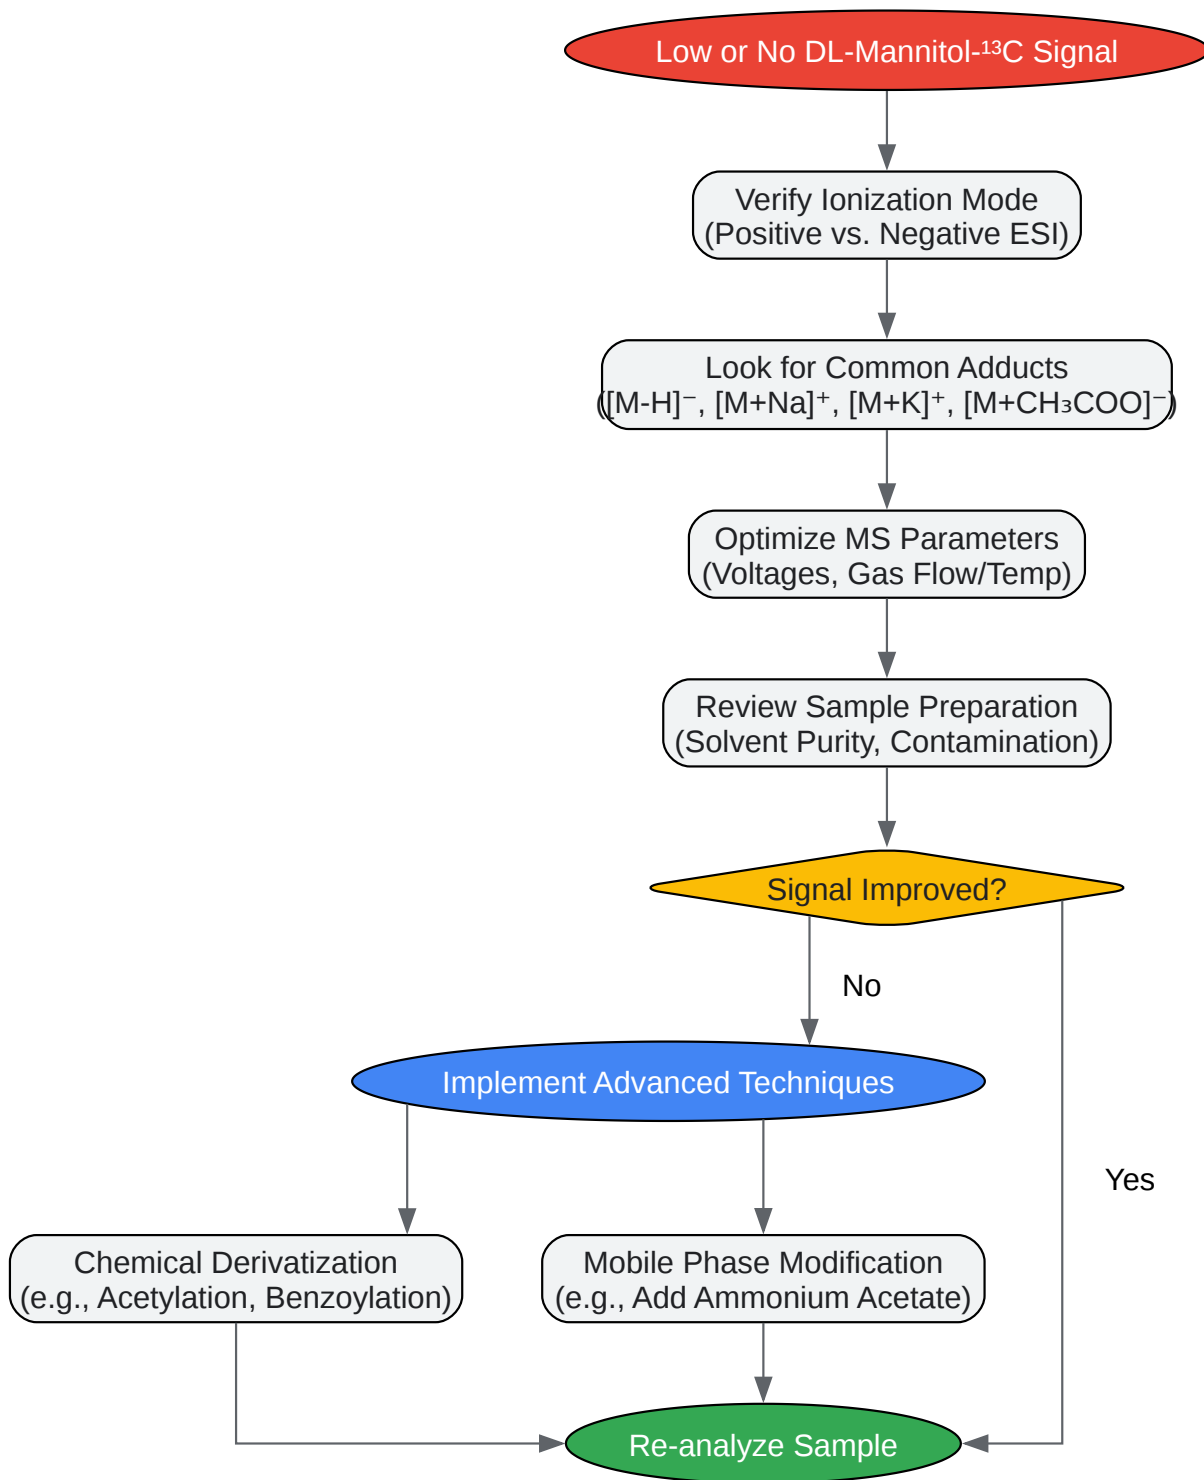 Low or No DL-Mannitol-¹³C Signal
Verify Ionization Mode
(Positive vs. Negative ESI)
Look for Common Adducts
([M-H]⁻, [M+Na]⁺, [M+K]⁺, [M+CH₃COO]⁻)
Optimize MS Parameters
(Voltages, Gas Flow/Temp)
Review Sample Preparation
(Solvent Purity, Contamination)
Signal Improved?
No
Implement Advanced Techniques
Yes
Chemical Derivatization
(e.g., Acetylation, Benzoylation)
Mobile Phase Modification
(e.g., Add Ammonium Acetate)
Re-analyze Sample